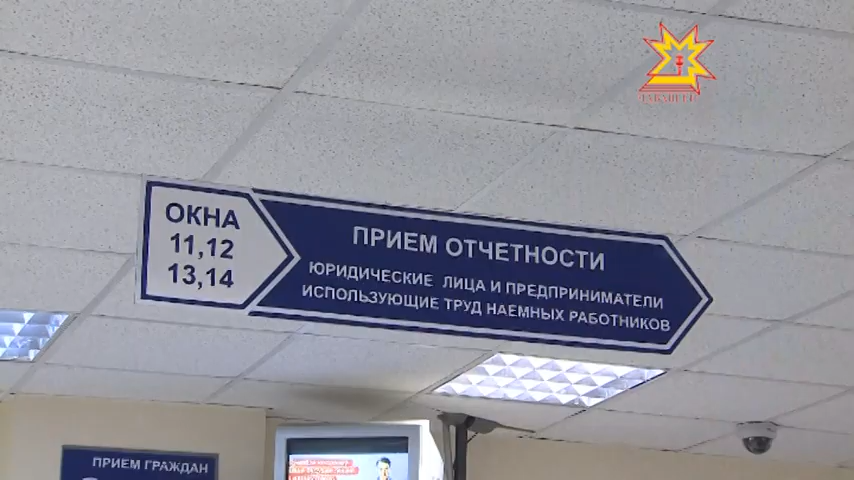 ОКНА
11,12
13,14
ПРИЕМ ОТЧЕТНОСТИ
ЮРИДИЧЕСКИЕ ЛИЦА И ПРЕДПРИНИМАТЕЛИ
ИСПОЛЬЗУЮЩИЕ ТРУД НАЕМНЫХ РАБОТНИКОВ
ПРИЕМ ГРАЖДАН